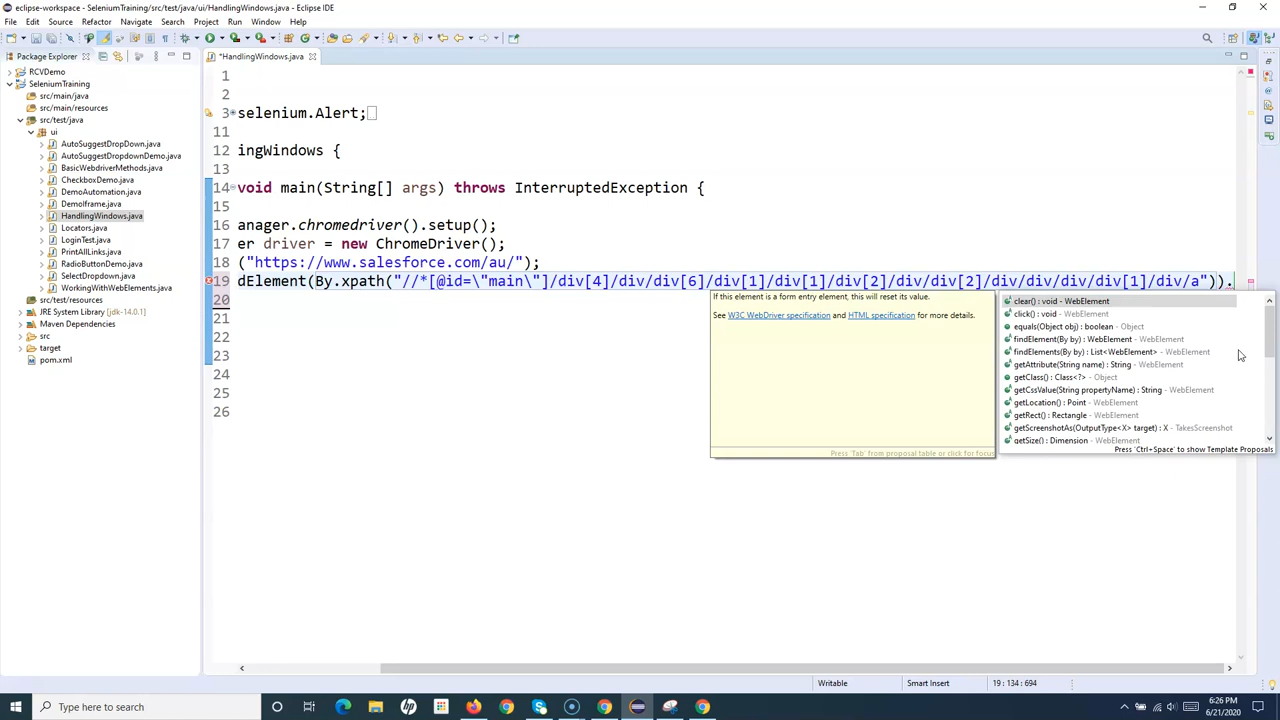 eclipse-workspace - SeleniumTraining/src/test/java/ui/HandlingWindows.java - Eclipse IDE
File Edit Source Refactor Navigate Search Project Run Window Help
Package Explorer
*HandlingWindows.java
RCVDemo
SeleniumTraining
src/main/java
src/main/resources
src/test/java
ui
AutoSuggestDropDown.java
AutoSuggestDropdownDemo.java
BasicWebdriverMethods.java
CheckboxDemo.java
DemoAutomation.java
DemoIframe.java
HandlingWindows.java
Locators.java
LoginTest.java
PrintAllLinks.java
RadioButtonDemo.java
SelectDropdown.java
WorkingWithWebElements.java
src/test/resources
JRE System Library [jdk-14.0.1]
Maven Dependencies
src
target
pom.xml
1
2
3 selenium.Alert;
11
12 ingWindows {
13
14 void main(String[] args) throws InterruptedException {
15
16 anager.chromedriver().setup();
17 er driver = new ChromeDriver();
18 ("https://www.salesforce.com/au/");
19 dElement(By.xpath("//*[@id=\"main\"]/div[4]/div/div[6]/div[1]/div[1]/div[2]/div/div[2]/div/div/div[1]/div/a")).
20
21
22
23
24
25
26
If this element is a form entry element, this will reset its value.
See W3C WebDriver specification and HTML specification for more details.
Press 'Tab' from proposal table or click for focus
clear() : void - WebElement
click() : void - WebElement
equals(Object obj) : boolean - Object
findElement(By by) : WebElement - WebElement
findElements(By by) : List<WebElement> - WebElement
getAttribute(String name) : String - WebElement
getClass() : Class<?> - Object
getCssValue(String propertyName) : String - WebElement
getLocation() : Point - WebElement
getRect() : Rectangle - WebElement
getScreenshotAs(OutputType<X> target) : X - TakesScreenshot
getSize() : Dimension - WebElement
Press 'Ctrl+Space' to show Template Proposals
Writable Smart Insert 19 : 134 : 694
Type here to search
6:26 PM
6/21/2020